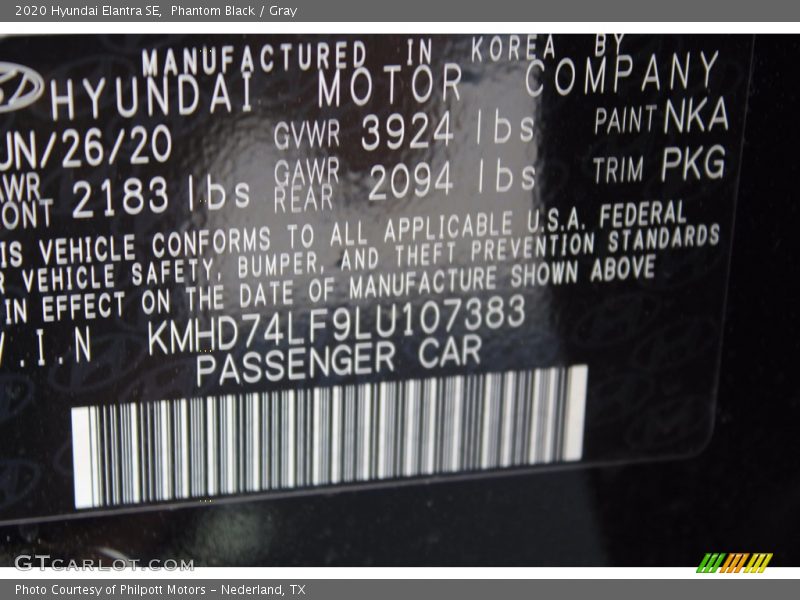 2020 Hyundai Elantra SE, Phantom Black / Gray
MANUFACTURED IN KOREA BY
HYUNDAI MOTOR COMPANY
UN/26/20 GVWR 3924 lbs PAINT NKA
AWR FRONT 2183 lbs GAWR REAR 2094 lbs TRIM PKG
IS VEHICLE CONFORMS TO ALL APPLICABLE U.S.A. FEDERAL
R VEHICLE SAFETY, BUMPER, AND THEFT PREVENTION STANDARDS
IN EFFECT ON THE DATE OF MANUFACTURE SHOWN ABOVE
V.I.N KMHD74LF9LU107383
PASSENGER CAR
GTCARLOT.COM
Photo Courtesy of Philpott Motors - Nederland, TX